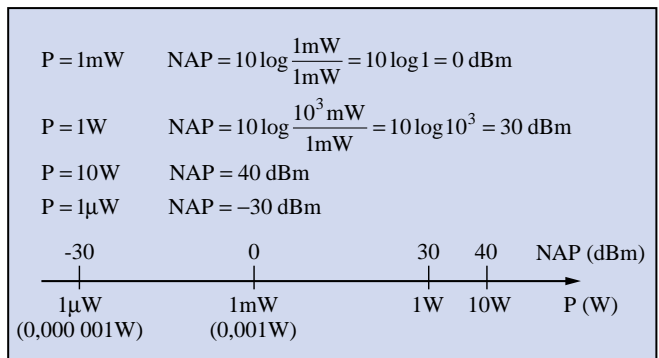 P = 1mW NAP = 10 log 1mW/1mW = 10 log 1 = 0 dBm
P = 1W NAP = 10 log 10³ mW/1mW = 10 log 10³ = 30 dBm
P = 10W NAP = 40 dBm
P = 1μW NAP = −30 dBm
-30 0 30 40 NAP (dBm)
1μW 1mW 1W 10W P (W)
(0,000 001W) (0,001W)